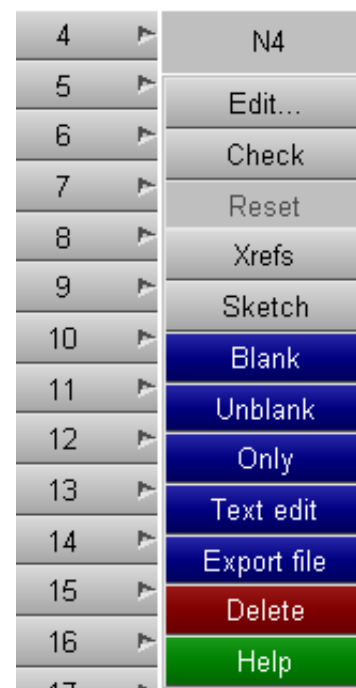 4
5
6
7
8
9
10
11
12
13
14
15
16
17
N4
Edit...
Check
Reset
Xrefs
Sketch
Blank
Unblank
Only
Text edit
Export file
Delete
Help